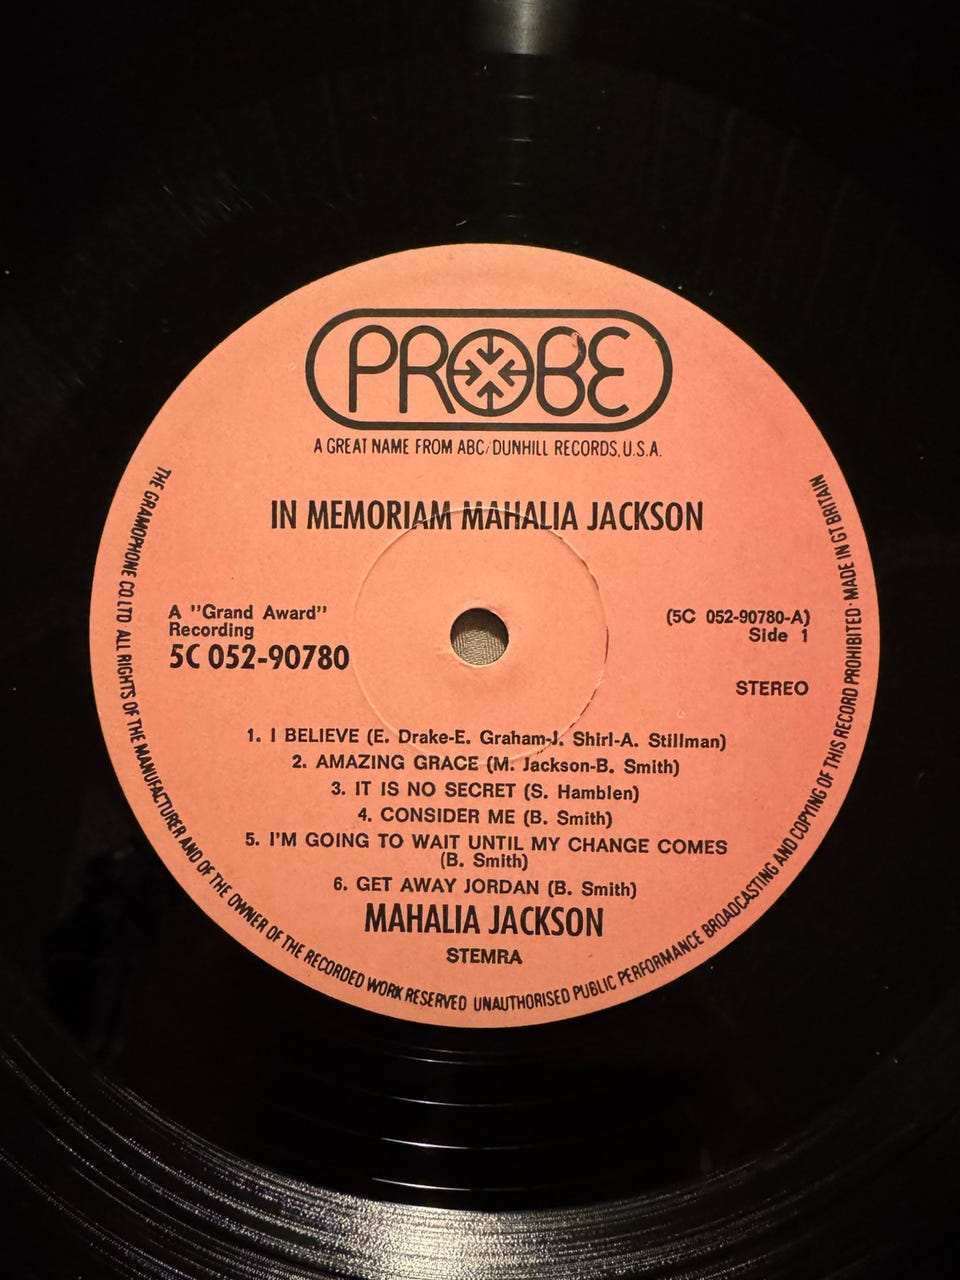 PROBE
A GREAT NAME FROM ABC/DUNHILL RECORDS, U.S.A.
IN MEMORIAM MAHALIA JACKSON
A "Grand Award"
Recording
5C 052-90780
(5C 052-90780-A)
Side 1
STEREO
1. I BELIEVE (E. Drake-E. Graham-J. Shirl-A. Stillman)
2. AMAZING GRACE (M. Jackson-B. Smith)
3. IT IS NO SECRET (S. Hamblen)
4. CONSIDER ME (B. Smith)
5. I'M GOING TO WAIT UNTIL MY CHANGE COMES
(B. Smith)
6. GET AWAY JORDAN (B. Smith)
MAHALIA JACKSON
STEMRA
THE GRAMOPHONE CO. LTD ALL RIGHTS OF THE MANUFACTURER AND OF THE OWNER OF THE RECORDED WORK RESERVED UNAUTHORISED PUBLIC PERFORMANCE BROADCASTING AND COPYING OF THIS RECORD PROHIBITED · MADE IN GT BRITAIN